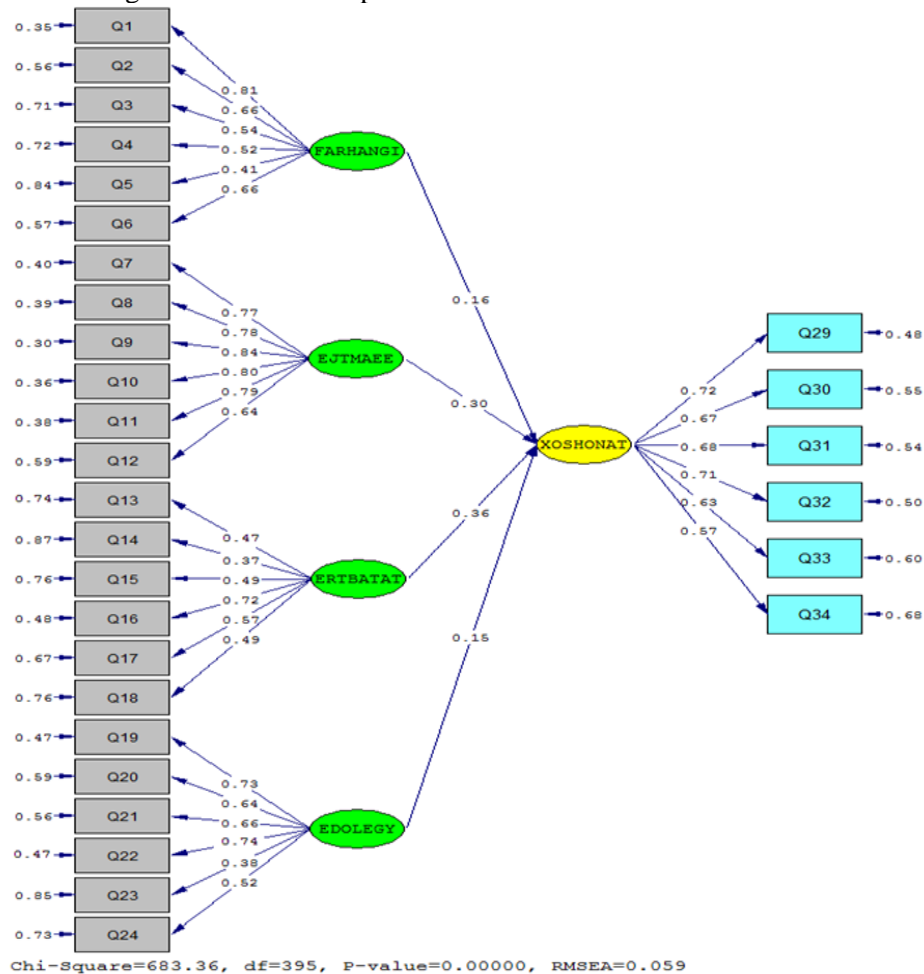 0.35 Q1
0.56 Q2
0.71 Q3
0.72 Q4
0.84 Q5
0.57 Q6
0.81
0.66
0.54
0.52
0.41
0.66
FARHANGI
0.16
0.40 Q7
0.39 Q8
0.30 Q9
0.36 Q10
0.38 Q11
0.59 Q12
0.77
0.78
0.84
0.80
0.79
0.64
EJTMAEE
0.30
0.74 Q13
0.87 Q14
0.76 Q15
0.48 Q16
0.67 Q17
0.76 Q18
0.47
0.37
0.49
0.72
0.57
0.49
ERTBATAT
0.36
0.47 Q19
0.59 Q20
0.56 Q21
0.47 Q22
0.85 Q23
0.73 Q24
0.73
0.64
0.66
0.74
0.38
0.52
EDOLEGY
0.15
XOSHONAT
0.72
0.67
0.68
0.71
0.63
0.57
Q29 0.48
Q30 0.55
Q31 0.54
Q32 0.50
Q33 0.60
Q34 0.68
Chi-Square=683.36, df=395, P-value=0.00000, RMSEA=0.059